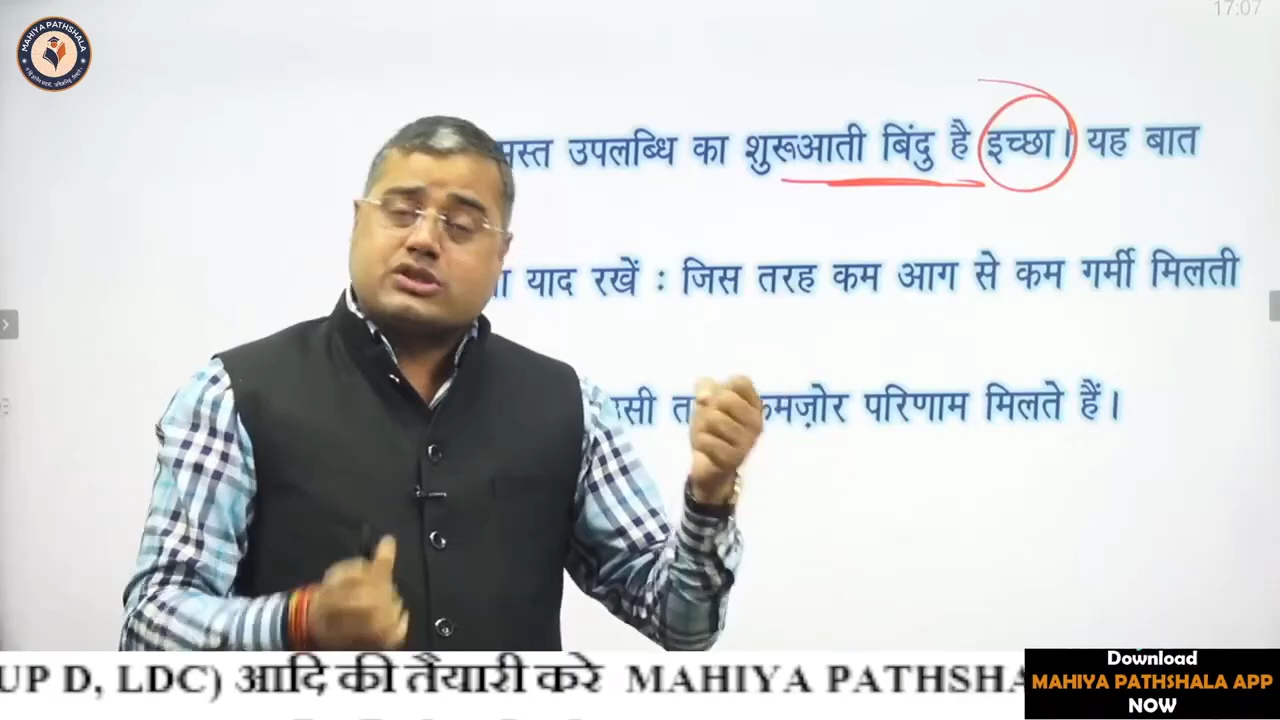 17:07
MAHIYA PATHSHALA
उपलब्धि का शुरूआती बिंदु है इच्छा। यह बात
याद रखें : जिस तरह कम आग से कम गर्मी मिलती
परिणाम मिलते हैं।
UP D, LDC) आदि की तैयारी करे MAHIYA PATHSHA
Download
MAHIYA PATHSHALA APP
NOW